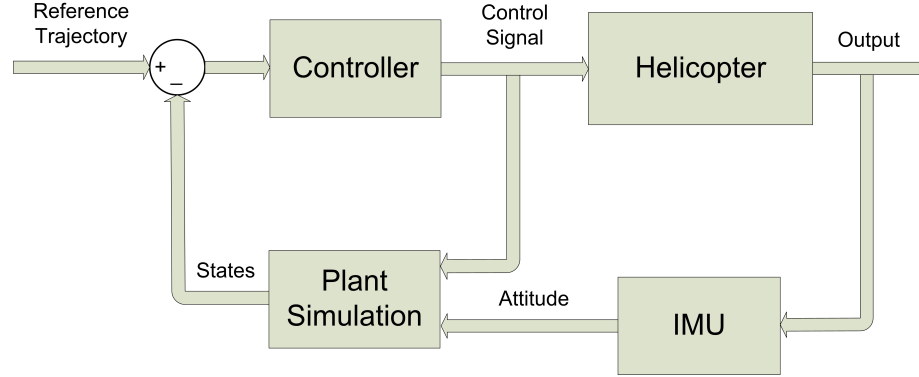 Reference
Trajectory
Control
Signal
Output
+
−
Controller
Helicopter
States
Plant
Simulation
Attitude
IMU